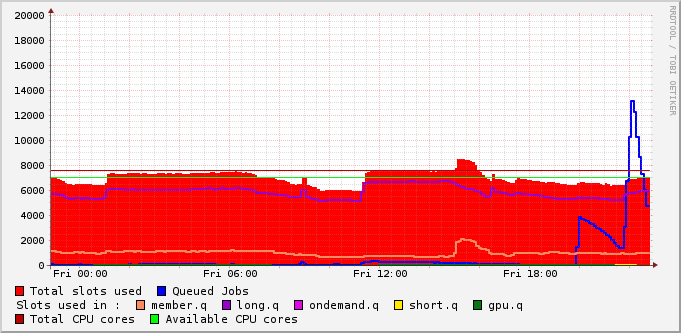 RRDTOOL / TOBI OETIKER
20000
18000
16000
14000
12000
10000
8000
6000
4000
2000
0
Fri 00:00 Fri 06:00 Fri 12:00 Fri 18:00
Total slots used Queued Jobs
Slots used in : member.q long.q ondemand.q short.q gpu.q
Total CPU cores Available CPU cores